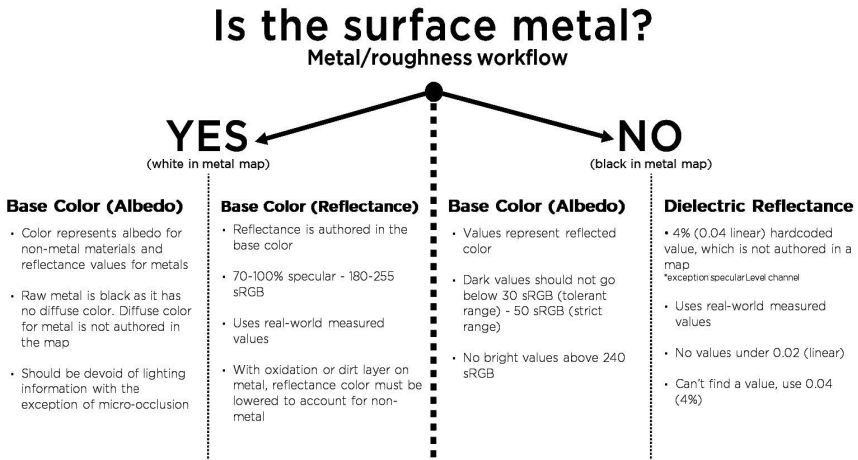 Is the surface metal?
Metal/roughness workflow
YES
(white in metal map)
NO
(black in metal map)
Base Color (Albedo)
• Color represents albedo for
non-metal materials and
reflectance values for metals
• Raw metal is black as it has
no diffuse color. Diffuse color
for metal is not authored in
the map
• Should be devoid of lighting
information with the
exception of micro-occlusion
Base Color (Reflectance)
• Reflectance is authored in the
base color
• 70-100% specular - 180-255
sRGB
• Uses real-world measured
values
• With oxidation or dirt layer on
metal, reflectance color must be
lowered to account for non-
metal
Base Color (Albedo)
• Values represent reflected
color
• Dark values should not go
below 30 sRGB (tolerant
range) - 50 sRGB (strict
range)
• No bright values above 240
sRGB
Dielectric Reflectance
• 4% (0.04 linear) hardcoded
value, which is not authored in a
map
*exception specularLevel channel
• Uses real-world measured
values
• No values under 0.02 (linear)
• Can't find a value, use 0.04
(4%)